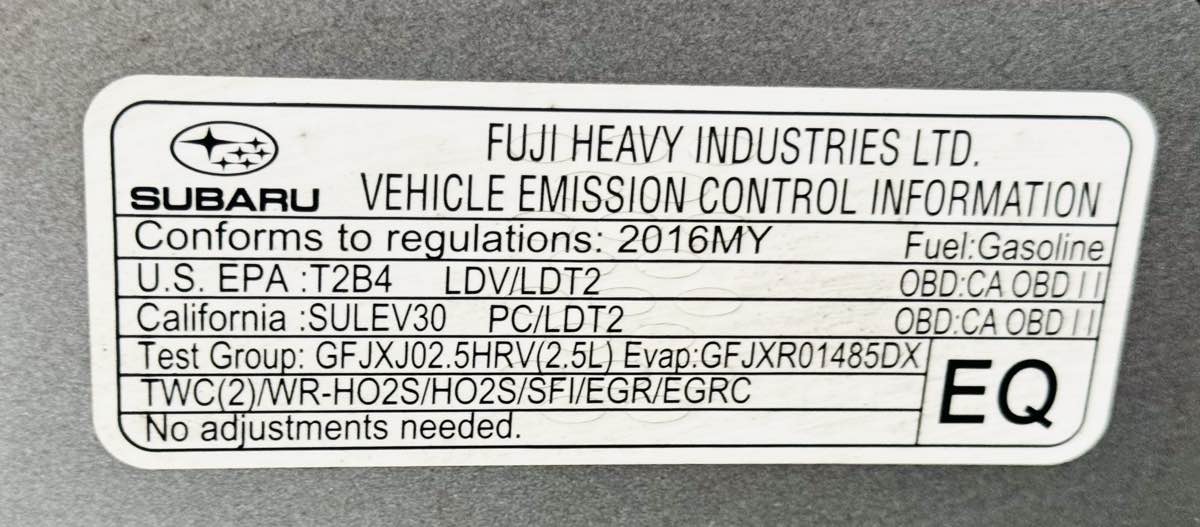 FUJI HEAVY INDUSTRIES LTD.
SUBARU VEHICLE EMISSION CONTROL INFORMATION
Conforms to regulations: 2016MY Fuel:Gasoline
U.S. EPA :T2B4 LDV/LDT2 OBD:CA OBD II
California :SULEV30 PC/LDT2 OBD:CA OBD II
Test Group: GFJXJ02.5HRV(2.5L) Evap:GFJXR01485DX
TWC(2)/WR-HO2S/HO2S/SFI/EGR/EGRC
No adjustments needed.
EQ